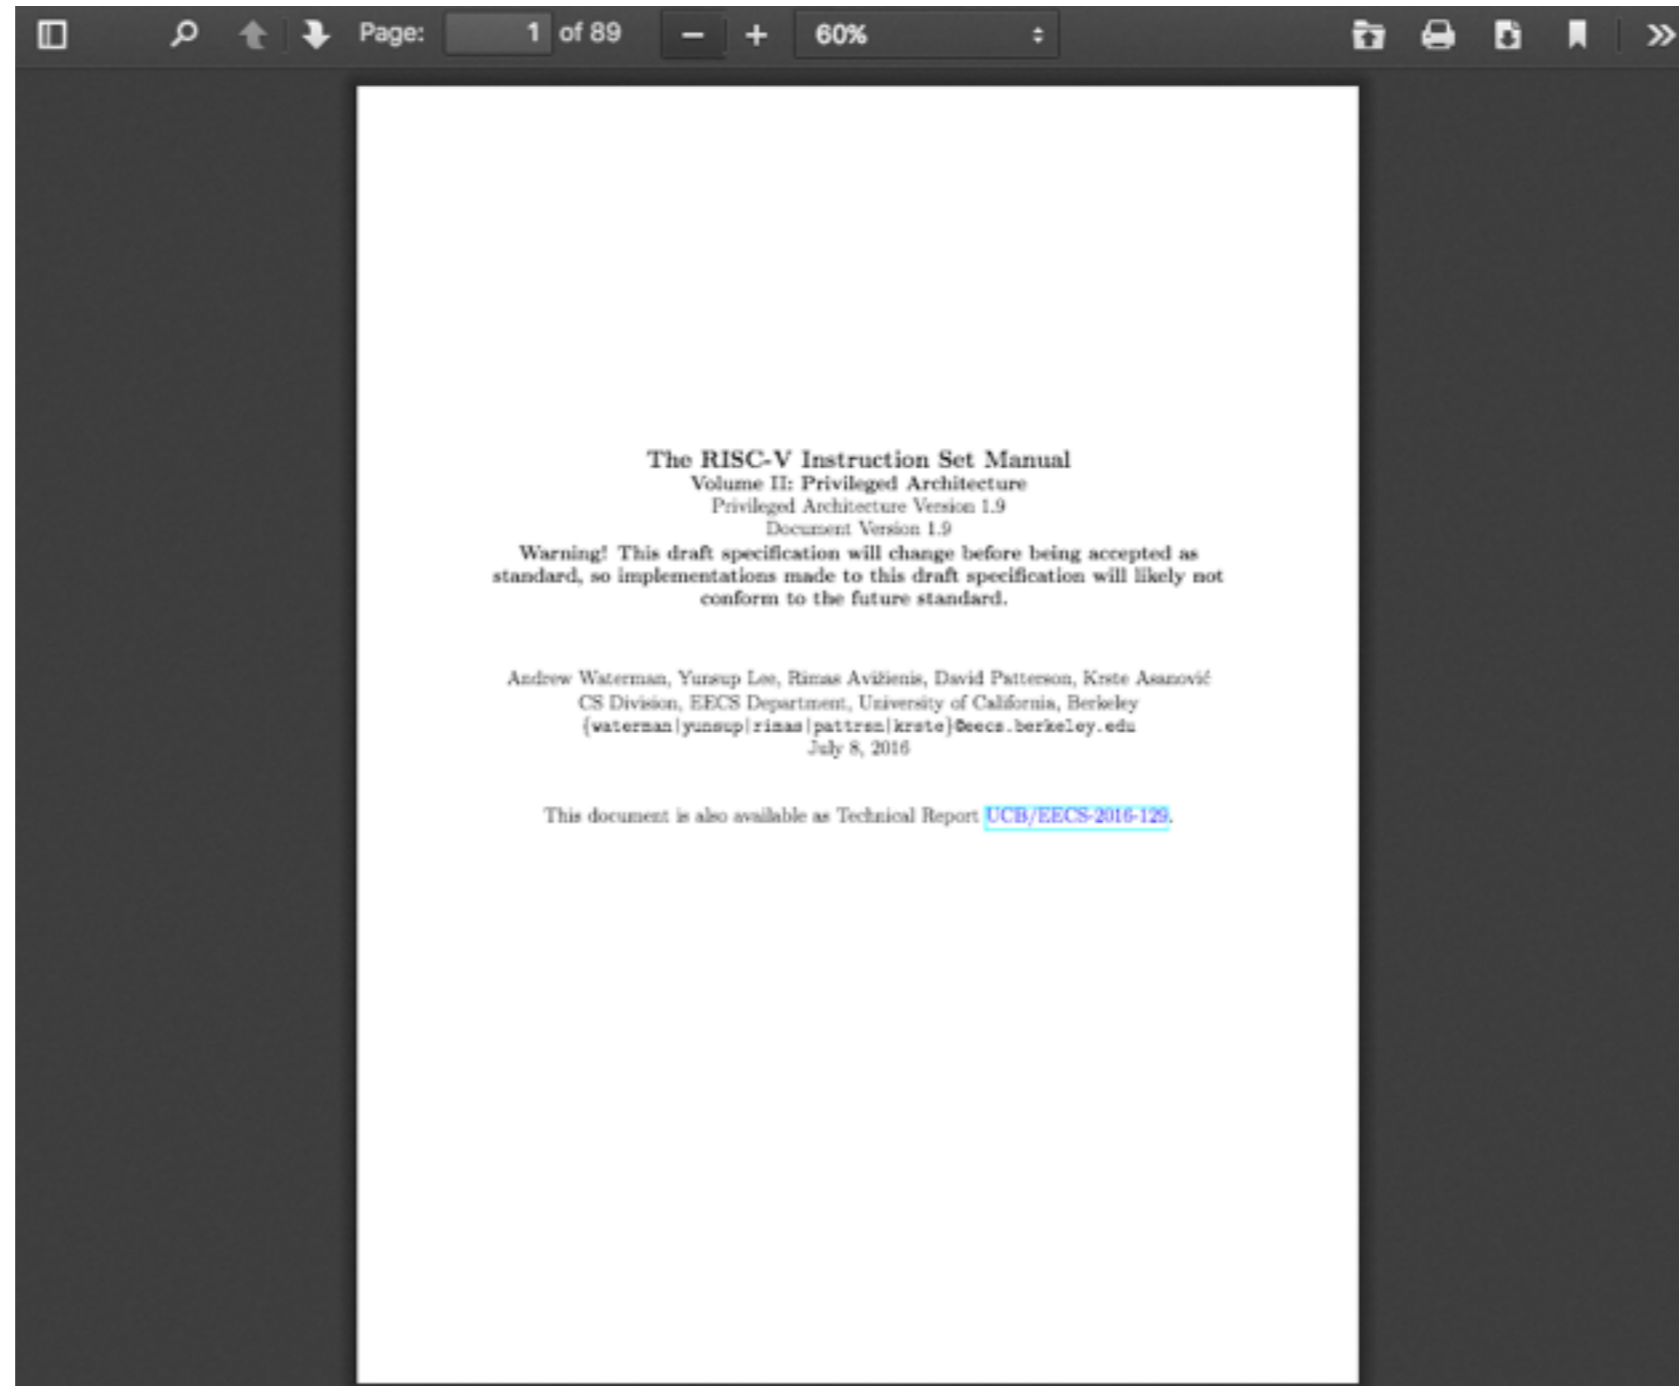 Page: 1 of 89 60%
The RISC-V Instruction Set Manual
Volume II: Privileged Architecture
Privileged Architecture Version 1.9
Document Version 1.9
Warning! This draft specification will change before being accepted as
standard, so implementations made to this draft specification will likely not
conform to the future standard.
Andrew Waterman, Yunsup Lee, Rimas Avižienis, David Patterson, Krste Asanović
CS Division, EECS Department, University of California, Berkeley
{waterman|yunsup|rimas|pattrsn|krste}@eecs.berkeley.edu
July 8, 2016
This document is also available as Technical Report UCB/EECS-2016-129.